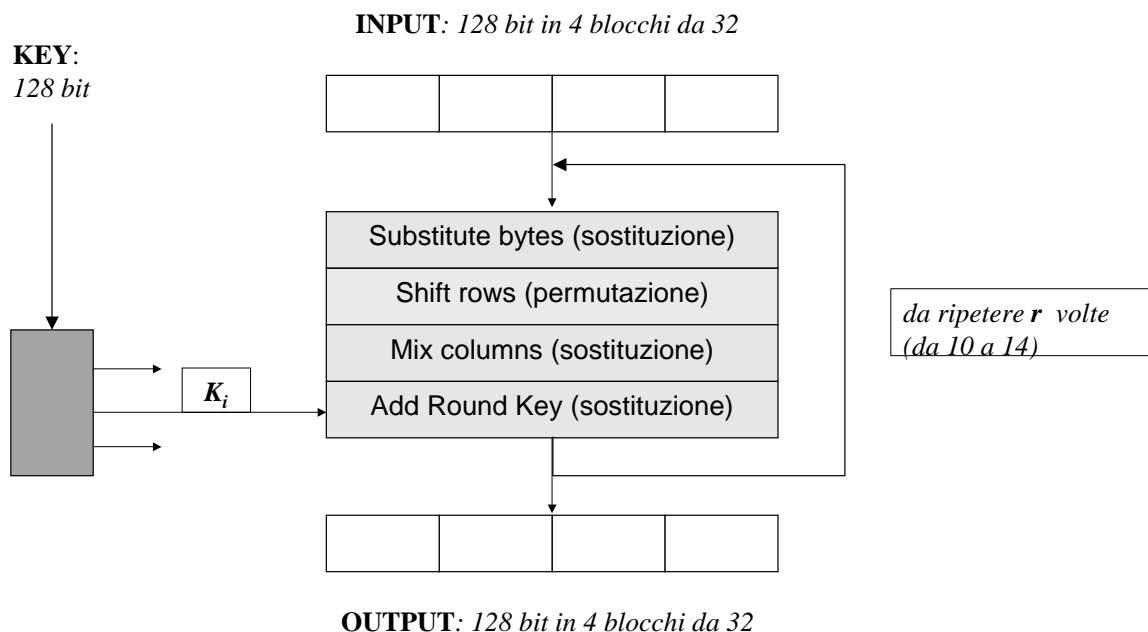 INPUT: 128 bit in 4 blocchi da 32
KEY:
128 bit
Substitute bytes (sostituzione)
Shift rows (permutazione)
Mix columns (sostituzione)
Add Round Key (sostituzione)
da ripetere r volte
(da 10 a 14)
Ki
OUTPUT: 128 bit in 4 blocchi da 32